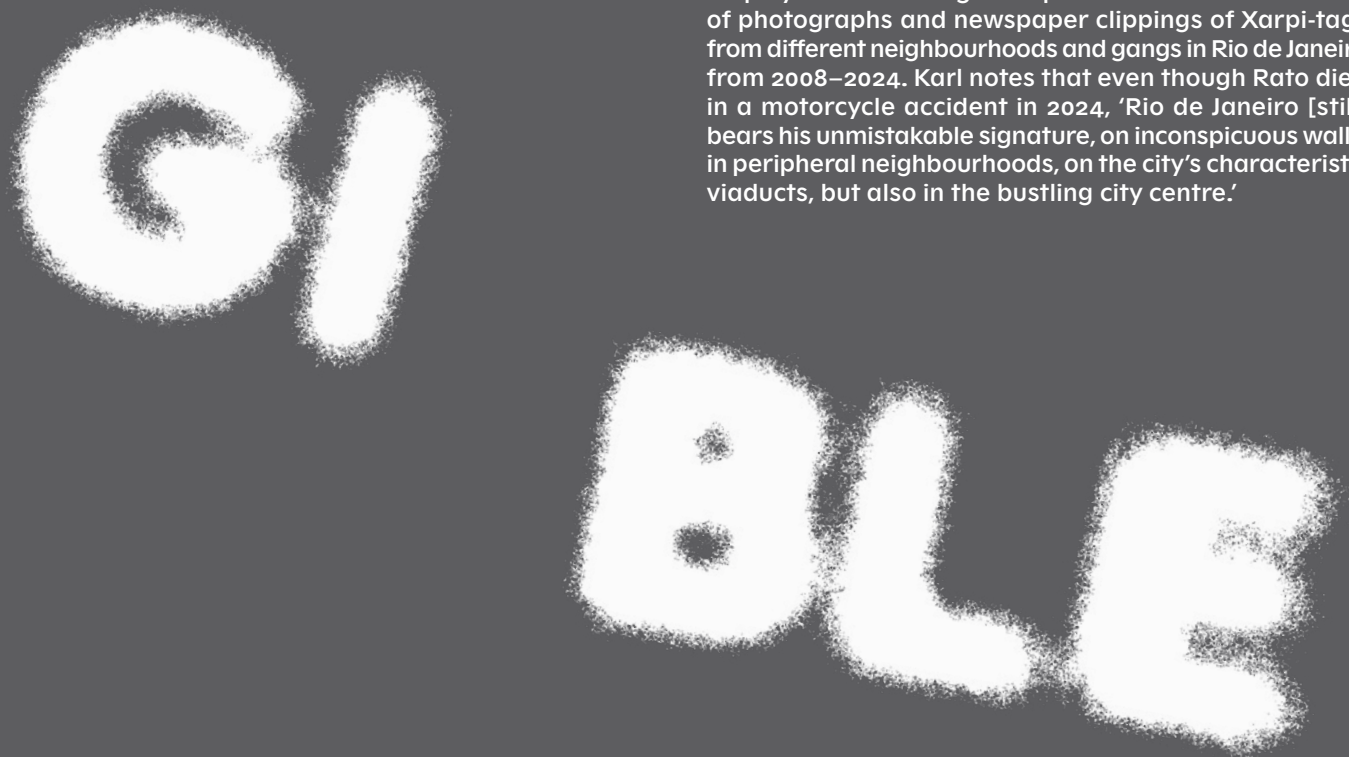 of photographs and newspaper clippings of Xarpi-tag
from different neighbourhoods and gangs in Rio de Janeir
from 2008–2024. Karl notes that even though Rato die
in a motorcycle accident in 2024, ‘Rio de Janeiro [stil
bears his unmistakable signature, on inconspicuous wall
in peripheral neighbourhoods, on the city’s characterist
viaducts, but also in the bustling city centre.’
GI
BLE